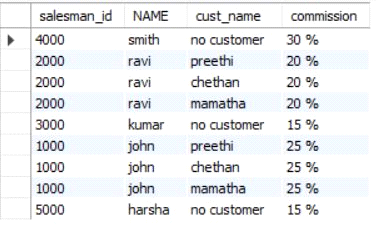 salesman_id NAME cust_name commission
4000 smith no customer 30 %
2000 ravi preethi 20 %
2000 ravi chethan 20 %
2000 ravi mamatha 20 %
3000 kumar no customer 15 %
1000 john preethi 25 %
1000 john chethan 25 %
1000 john mamatha 25 %
5000 harsha no customer 15 %